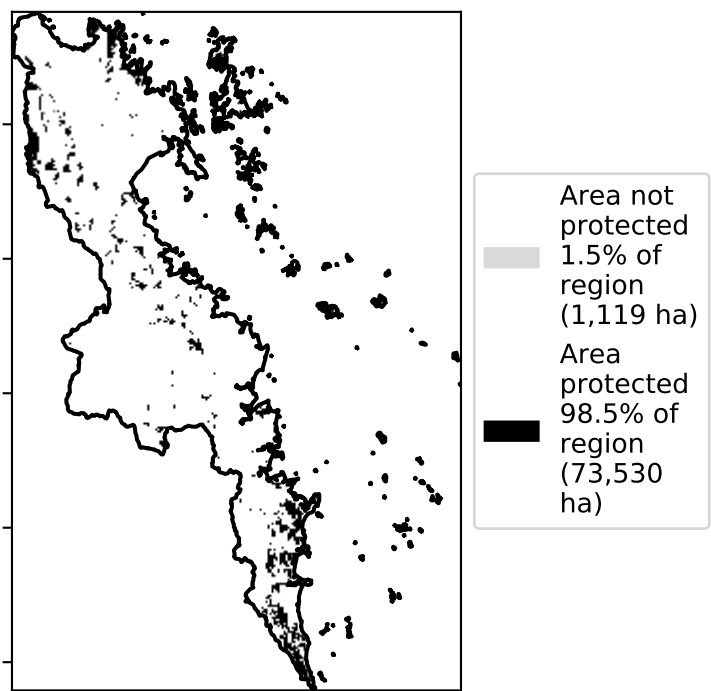 Area not
protected
1.5% of
region
(1,119 ha)
Area
protected
98.5% of
region
(73,530
ha)